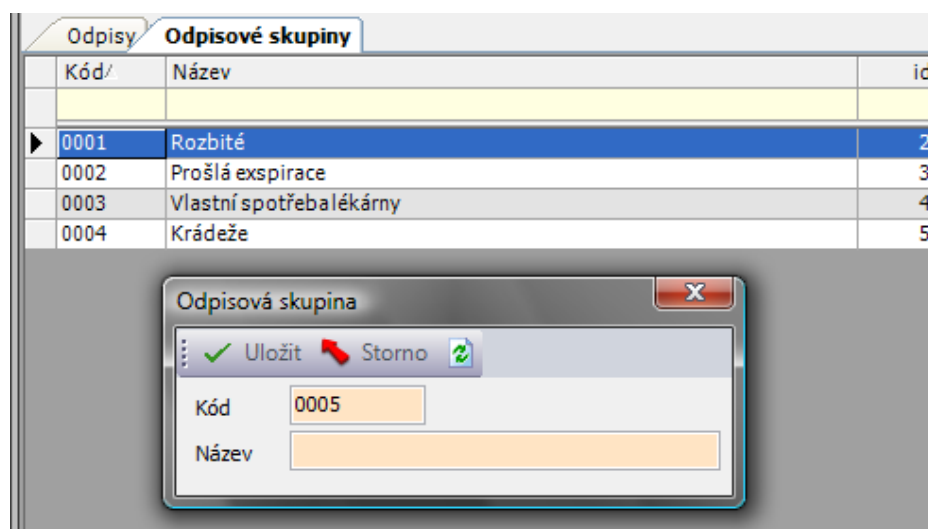 Odpisy Odpisové skupiny
Kód Název id
0001 Rozbité 2
0002 Prošlá exspirace 3
0003 Vlastní spotřeba lékárny 4
0004 Krádeže 5
Odpisová skupina
Uložit Storno
Kód 0005
Název